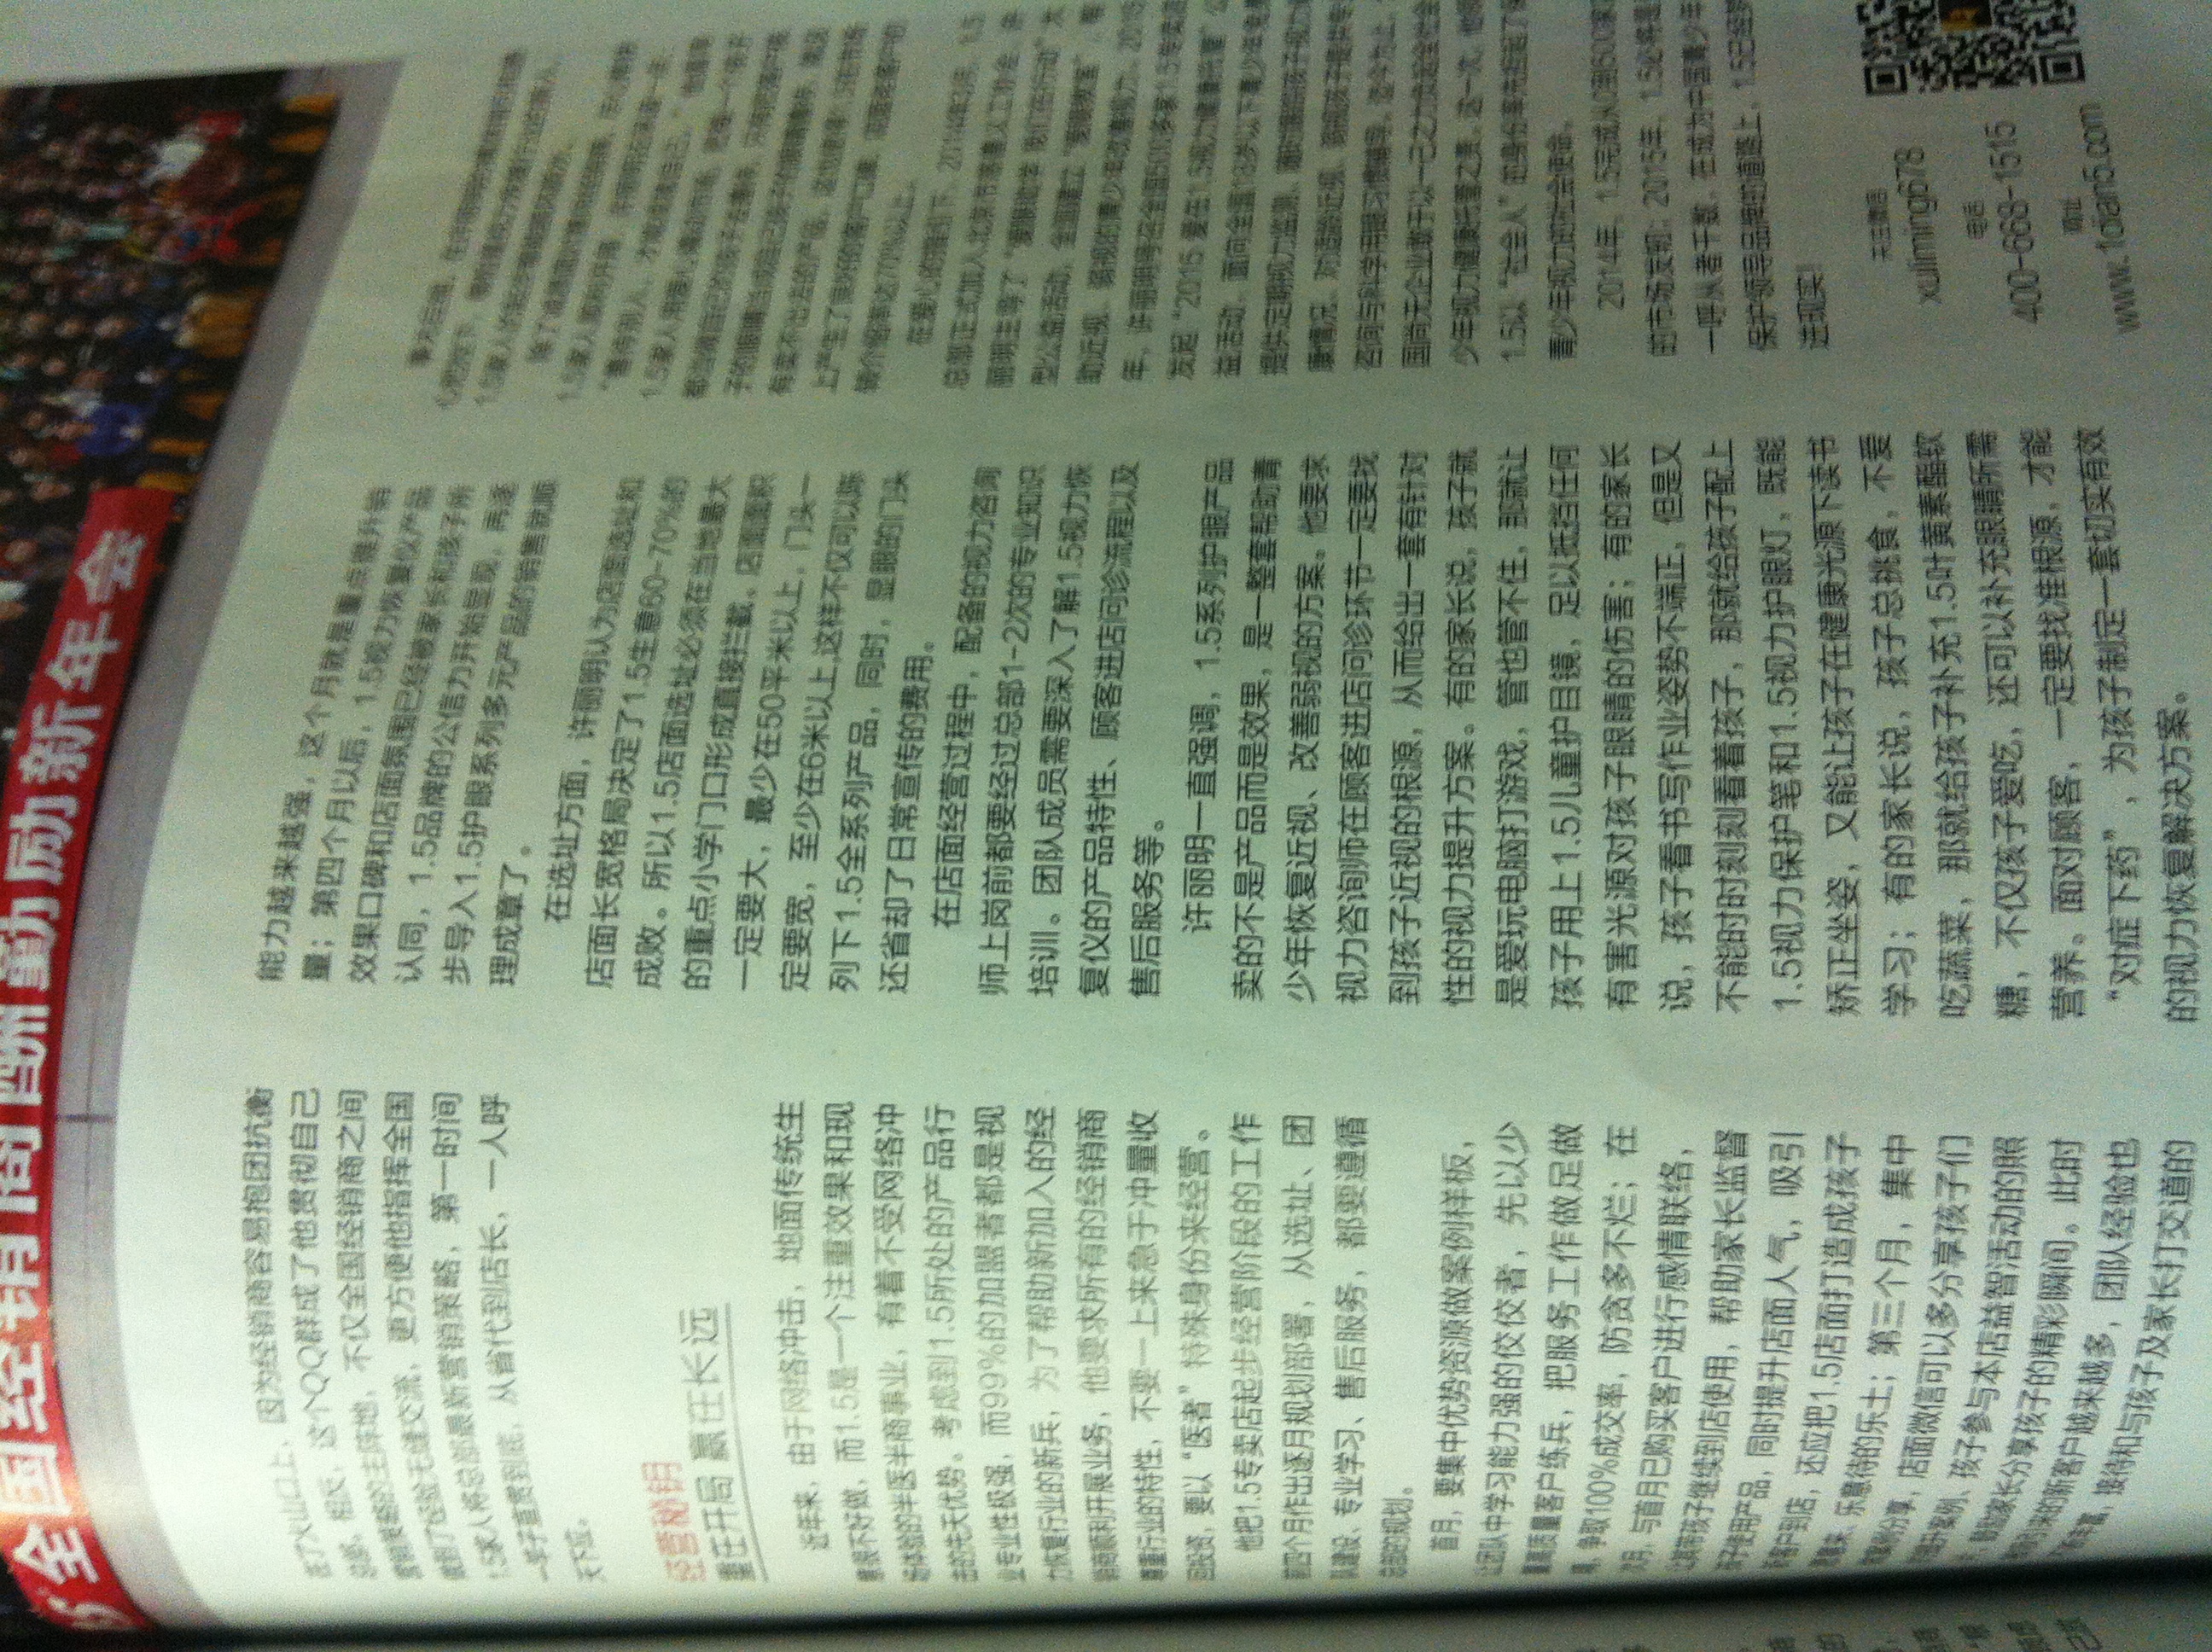 全国经销商酬勤励新年会
在了火山口上，因为经销商容易抱团抗衡
总部。相反，这个QQ群成了他贯彻自己
营销策略的主阵地，不仅全国经销商之间
做到了经验无缝交流，更方便他指挥全国
1.5家人将总部最新营销策略，第一时间
一竿子直贯到底，从省代到店长，一人呼
天下应。
经营秘钥
重在开局 赢在长远
近年来，由于网络冲击，地面传统生
意很不好做，而1.5是一个注重效果和现
场体验的半医半商事业，有着不受网络冲
击的先天优势。考虑到1.5所处的产品行
业专业性极强，而99%的加盟者都是视
力恢复行业的新兵，为了帮助新加入的经
销商顺利开展业务，他要求所有的经销商
尊重行业的特性，不要一上来急于冲量收
回投资，要以“医者”特殊身份来经营。
他把1.5专卖店起步经营阶段的工作
前四个月作出逐月规划部署，从选址、团
队建设、专业学习、售后服务，都要遵循
总部的规划。
首月，要集中优势资源做案例样板，
让团队中学习能力强的佼佼者，先以少
量高质量客户练兵，把服务工作做足做
精，争取100%成交率，防贪多不烂；在
次月，与首月已购买客户进行感情联络，
让其带孩子继续到店使用，帮助家长监督
孩子使用产品，同时提升店面人气，吸引
新客户到店，还应把1.5店面打造成孩子
愿意来、乐意待的乐土；第三个月，集中
做案例分享，店面微信可以多分享孩子们
的提升案例、孩子参与本店益智活动的照
片，鼓励家长分享孩子的精彩瞬间。此时
吸引来的新客户越来越多，团队经验也
不断丰富，接待和与孩子及家长打交道的
能力越来越强，这个月就是重点提升销
量；第四个月以后，1.5视力恢复仪产品
效果口碑和店面氛围已经被家长和孩子所
认同，1.5品牌的公信力开始显现，再逐
步导入1.5护眼系列多元产品的销售就顺
理成章了。
在选址方面，许丽明认为店面选址和
店面长宽格局决定了1.5生意60-70%的
成败。所以1.5店面选址必须在当地最大
的重点小学门口形成直接拦截。店面面积
一定要大，最少在50平米以上，门头一
定要宽，至少在6米以上,这样不仅可以陈
列下1.5全系列产品，同时，显眼的门头
还省却了日常宣传的费用。
在店面经营过程中，配备的视力咨询
师上岗前都要经过总部1-2次的专业知识
培训。团队成员需要深入了解1.5视力恢
复仪的产品特性、顾客进店问诊流程以及
售后服务等。
许丽明一直强调，1.5系列护眼产品
卖的不是产品而是效果，是一整套帮助青
少年恢复近视、改善弱视的方案。他要求
视力咨询师在顾客进店问诊环节一定要找
到孩子近视的根源，从而给出一套有针对
性的视力提升方案。有的家长说，孩子就
是爱玩电脑打游戏，管也管不住，那就让
孩子用上1.5儿童护目镜，足以抵挡任何
有害光源对孩子眼睛的伤害；有的家长
说，孩子看书写作业姿势不端正，但是又
不能时时刻刻看着孩子，那就给孩子配上
1.5视力保护笔和1.5视力护眼灯，既能
矫正坐姿，又能让孩子在健康光源下读书
学习；有的家长说，孩子总挑食，不爱
吃蔬菜，那就给孩子补充1.5叶黄素酯软
糖，不仅孩子爱吃，还可以补充眼睛所需
营养。面对顾客，一定要找准根源，才能
“对症下药”，为孩子制定一套切实有效
的视力恢复解决方案。
“善待别人，才能成就自己。”
1.5家人用爱心撬动市场，把每一个孩子
都当做自己的孩子去善待，只有把客户孩
子的眼睛当成自己孩子的眼睛善待，就没
有卖不出去的产品，这也使得1.5在市场
上产生了良好的客户口碑，店面老客户的
转介绍率达70%以上。
在爱心的指引下，2014年3月，1.5
总部正式加入北京市慈善义工协会，许
丽明主导了“爱眼助学 我们在行动”大
型公益活动，全国建立“爱眼教室”，帮
助近视、弱视的青少年改善视力。2015
年，许丽明号召全国500多家1.5专卖店
发起“2015 爱在1.5视力健康托管”公
益活动，面向全国18岁以下青少年免费
提供定期视力监测、随时跟踪孩子视力健
康情况、对适龄近视、弱视孩子提供专业
咨询与科学用眼习惯辅导。迄今为止，
国尚无企业敢于以一己之力负起全社会
少年视力健康托管之责。这一次，他领
1.5以“社会人”的身份率先担起了
青少年视力的社会使命。
2014年，1.5完成从0到600家
的市场发韧；2015年，1.5必将是
一呼从者千数，在成为中国青少年
保护领导品牌的道路上，1.5已经
进现实！
关注微信
xuliming678
电话
400-668-1515
网址
www.1dian5.com